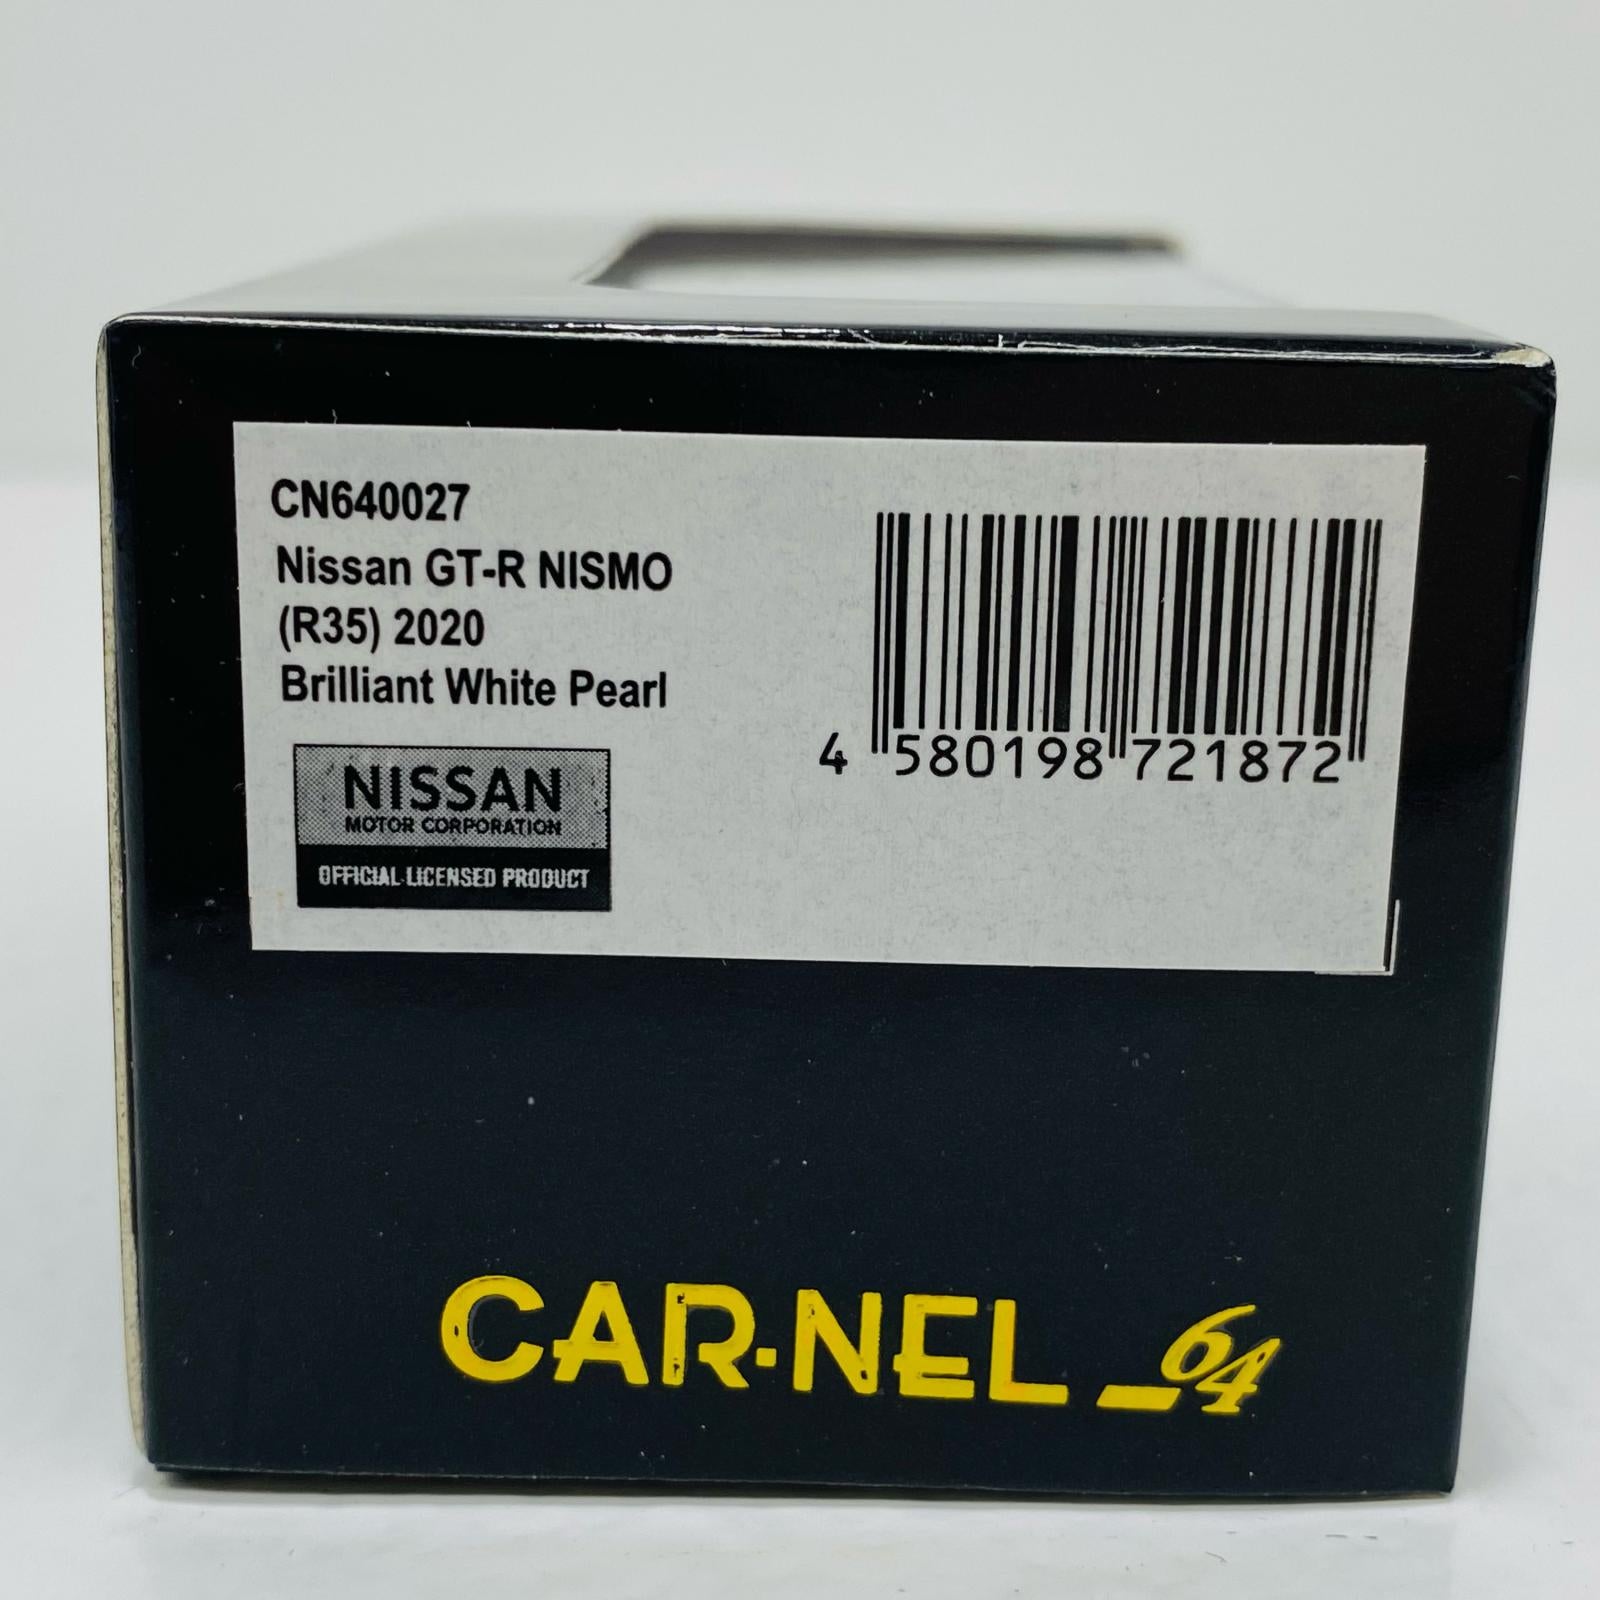 CN640027
Nissan GT-R NISMO
(R35) 2020
Brilliant White Pearl
4 580198 721872
NISSAN
MOTOR CORPORATION
OFFICIAL LICENSED PRODUCT
CAR·NEL_64